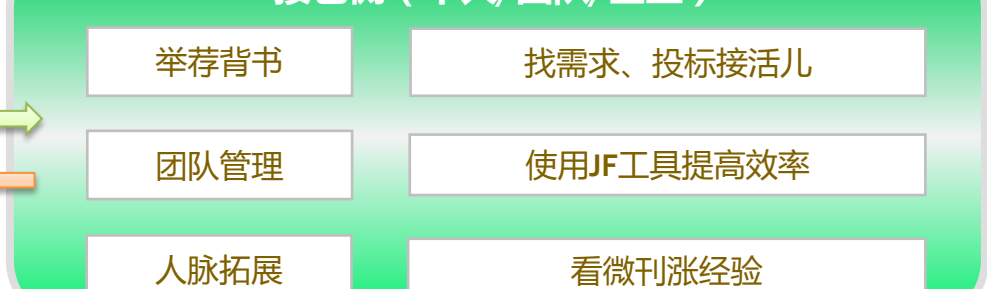 举荐背书
找需求、投标接活儿
团队管理
使用JF工具提高效率
人脉拓展
看微刊涨经验